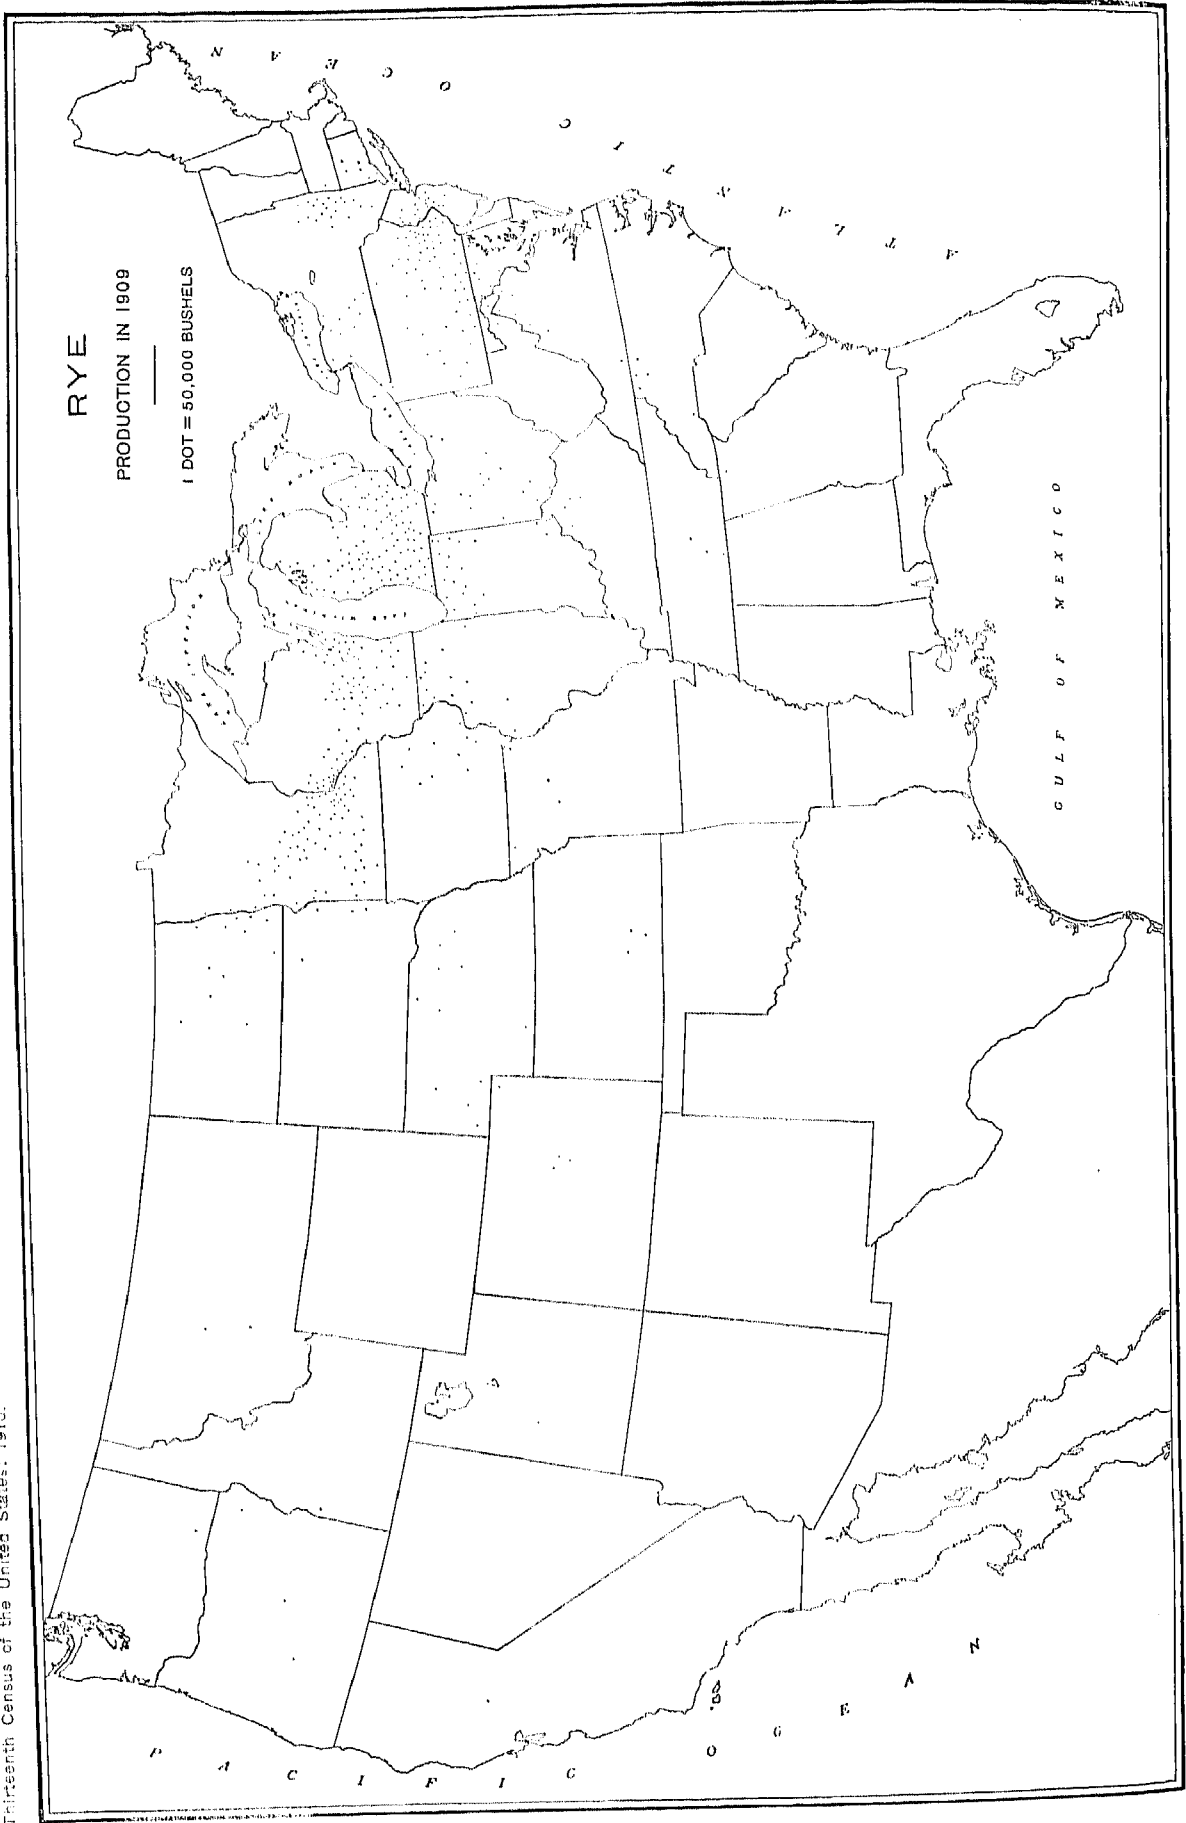 Thirteenth Census of the United States: 1910.
RYE
PRODUCTION IN 1909
1 DOT = 50,000 BUSHELS
ATLANTIC OCEAN
GULF OF MEXICO
PACIFIC OCEAN